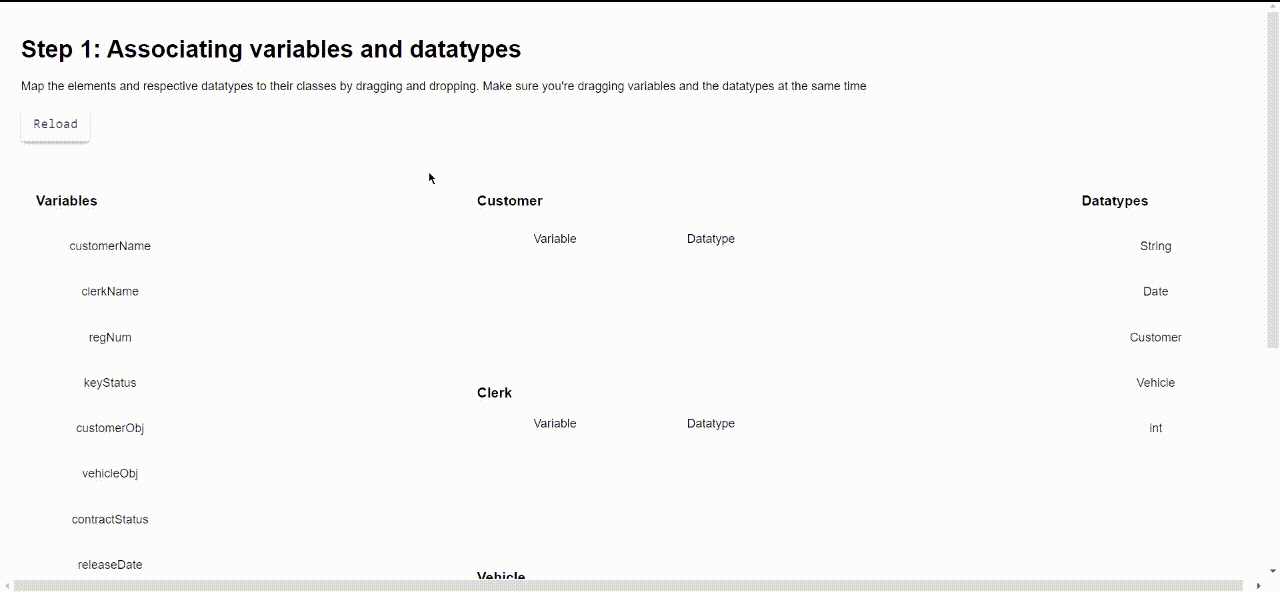 Step 1: Associating variables and datatypes
Map the elements and respective datatypes to their classes by dragging and dropping. Make sure you're dragging variables and the datatypes at the same time
Reload
Variables
customerName
clerkName
regNum
keyStatus
customerObj
vehicleObj
contractStatus
releaseDate
Customer
Variable Datatype
Clerk
Variable Datatype
Vehicle
Datatypes
String
Date
Customer
Vehicle
int